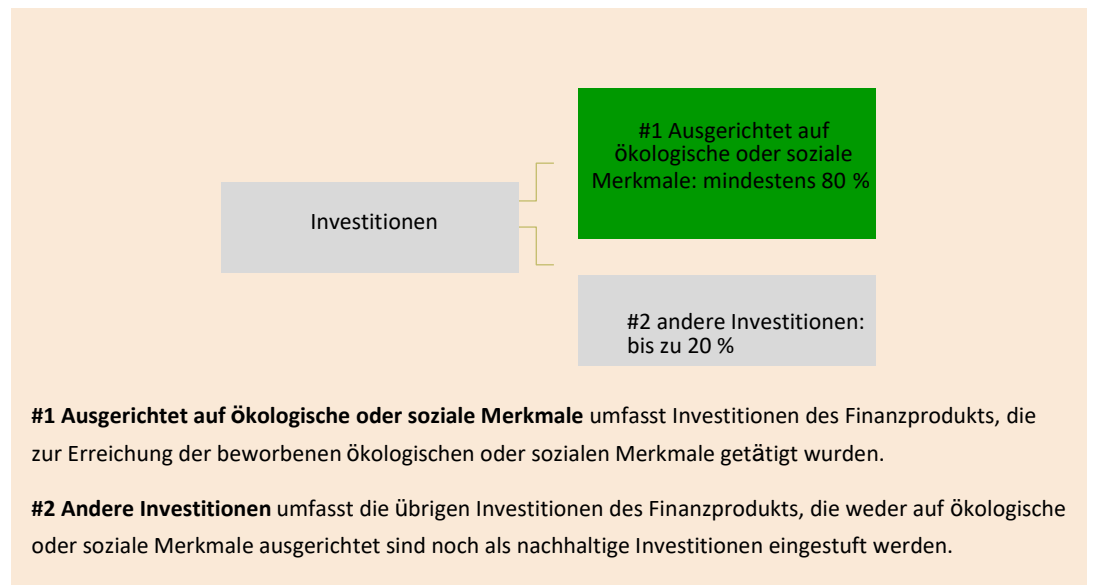 #1 Ausgerichtet auf
ökologische oder soziale
Merkmale: mindestens 80 %
Investitionen
#2 andere Investitionen:
bis zu 20 %
#1 Ausgerichtet auf ökologische oder soziale Merkmale umfasst Investitionen des Finanzprodukts, die
zur Erreichung der beworbenen ökologischen oder sozialen Merkmale getätigt wurden.
#2 Andere Investitionen umfasst die übrigen Investitionen des Finanzprodukts, die weder auf ökologische
oder soziale Merkmale ausgerichtet sind noch als nachhaltige Investitionen eingestuft werden.